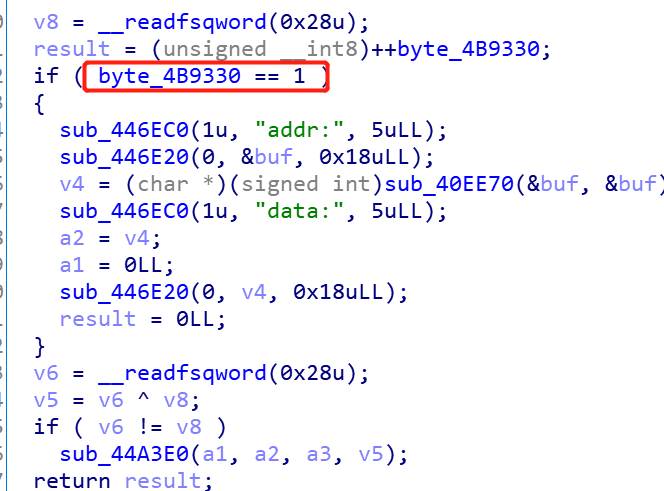 v8 = __readfsqword(0x28u);
result = (unsigned __int8)++byte_4B9330;
if ( byte_4B9330 == 1 )
{
sub_446EC0(1u, "addr:", 5uLL);
sub_446E20(0, &buf, 0x18uLL);
v4 = (char *)(signed int)sub_40EE70(&buf, &buf)
sub_446EC0(1u, "data:", 5uLL);
a2 = v4;
a1 = 0LL;
sub_446E20(0, v4, 0x18uLL);
result = 0LL;
}
v6 = __readfsqword(0x28u);
v5 = v6 ^ v8;
if ( v6 != v8 )
sub_44A3E0(a1, a2, a3, v5);
return result;